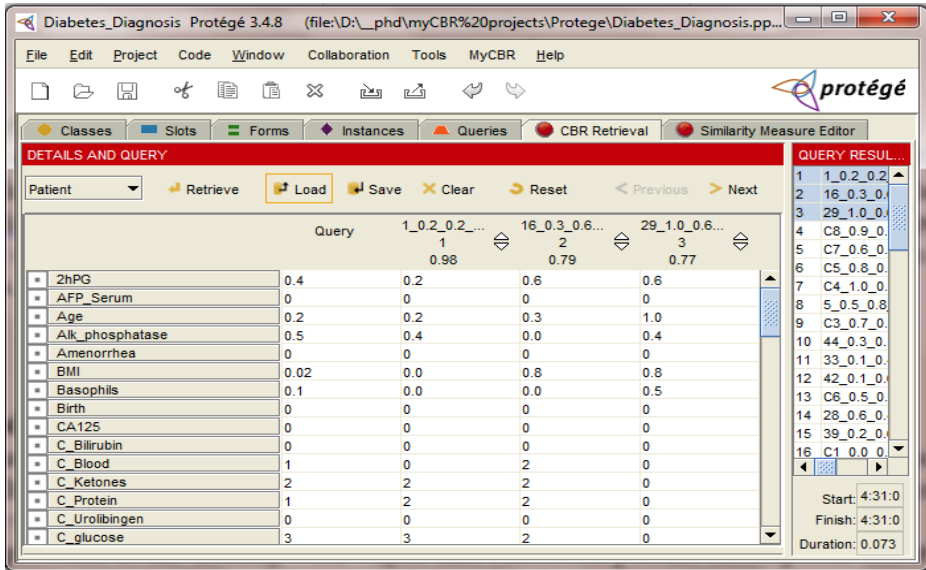 Diabetes_Diagnosis Protégé 3.4.8 (file:\D:\__phd\myCBR%20projects\Protege\Diabetes_Diagnosis.pp...
File Edit Project Code Window Collaboration Tools MyCBR Help
protégé
Classes Slots Forms Instances Queries CBR Retrieval Similarity Measure Editor
DETAILS AND QUERY
Patient Retrieve Load Save Clear Reset < Previous > Next
Query 1_0.2_0.2_... 16_0.3_0.6... 29_1.0_0.6...
1 2 3
0.98 0.79 0.77
2hPG 0.4 0.2 0.6 0.6
AFP_Serum 0 0 0 0
Age 0.2 0.2 0.3 1.0
Alk_phosphatase 0.5 0.4 0.0 0.4
Amenorrhea 0 0 0 0
BMI 0.02 0.0 0.8 0.8
Basophils 0.1 0.0 0.0 0.5
Birth 0 0 0 0
CA125 0 0 0 0
C_Bilirubin 0 0 0 0
C_Blood 1 0 2 0
C_Ketones 2 2 2 0
C_Protein 1 2 2 0
C_Urolibingen 0 0 0 0
C_glucose 3 3 2 0
QUERY RESUL...
1 1_0.2_0.2_
2 16_0.3_0.
3 29_1.0_0.
4 C8_0.9_0.
5 C7_0.6_0.
6 C5_0.8_0.
7 C4_1.0_0.
8 5_0.5_0.8_
9 C3_0.7_0.
10 44_0.3_0.
11 33_0.1_0.
12 42_0.1_0.
13 C6_0.5_0.
14 28_0.6_0.
15 39_0.2_0.
16 C1_0.0_0.
Start: 4:31:0
Finish: 4:31:0
Duration: 0.073